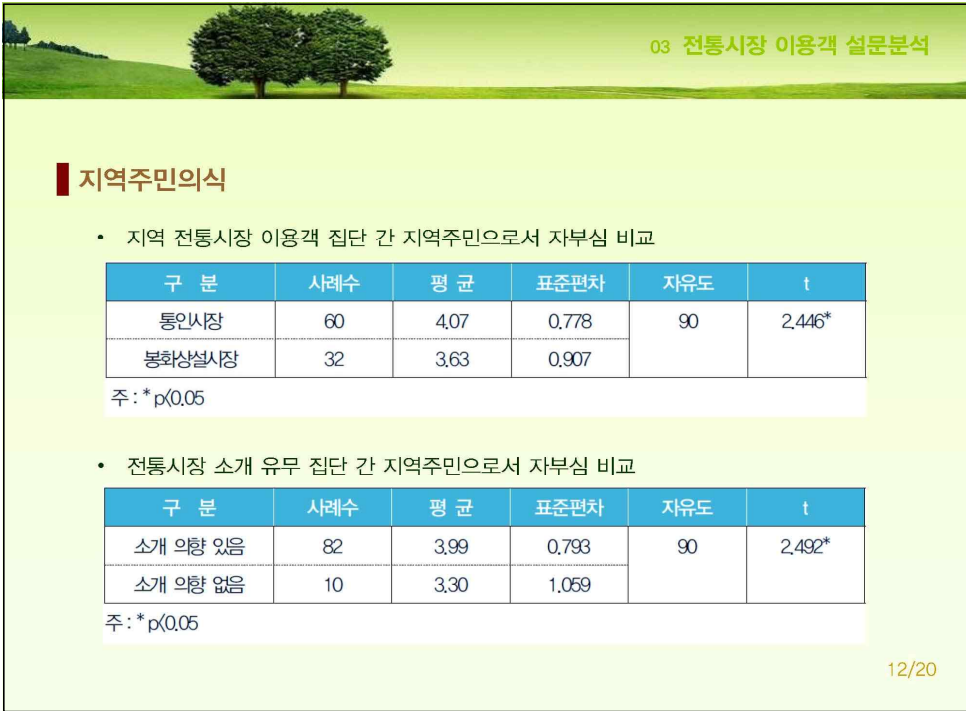 03 전통시장 이용객 설문분석
지역주민의식
• 지역 전통시장 이용객 집단 간 지역주민으로서 자부심 비교
구 분 사례수 평 균 표준편차 자유도 t
통인시장 60 4.07 0.778 90 2.446*
봉화상설시장 32 3.63 0.907
주 : * p<0.05
• 전통시장 소개 유무 집단 간 지역주민으로서 자부심 비교
구 분 사례수 평 균 표준편차 자유도 t
소개 의향 있음 82 3.99 0.793 90 2.492*
소개 의향 없음 10 3.30 1.059
주 : * p<0.05
12/20